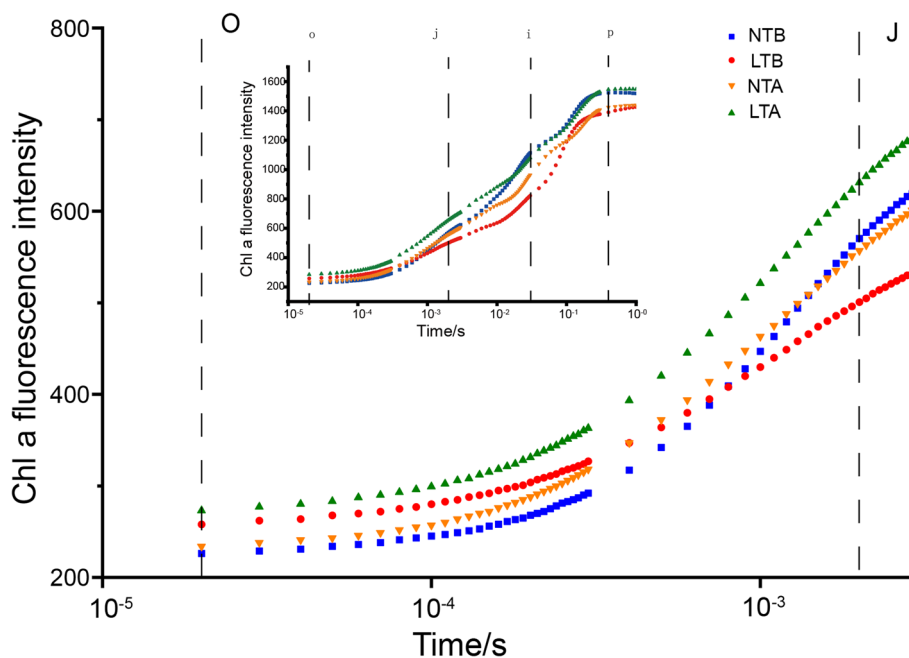 O
J
o
j
i
p
NTB
LTB
NTA
LTA
Chl a fluorescence intensity
1600
1400
1200
1000
800
600
400
200
10-5
10-4
10-3
10-2
10-1
10-0
Time/s
Chl a fluorescence intensity
800
600
400
200
10-5
10-4
10-3
Time/s